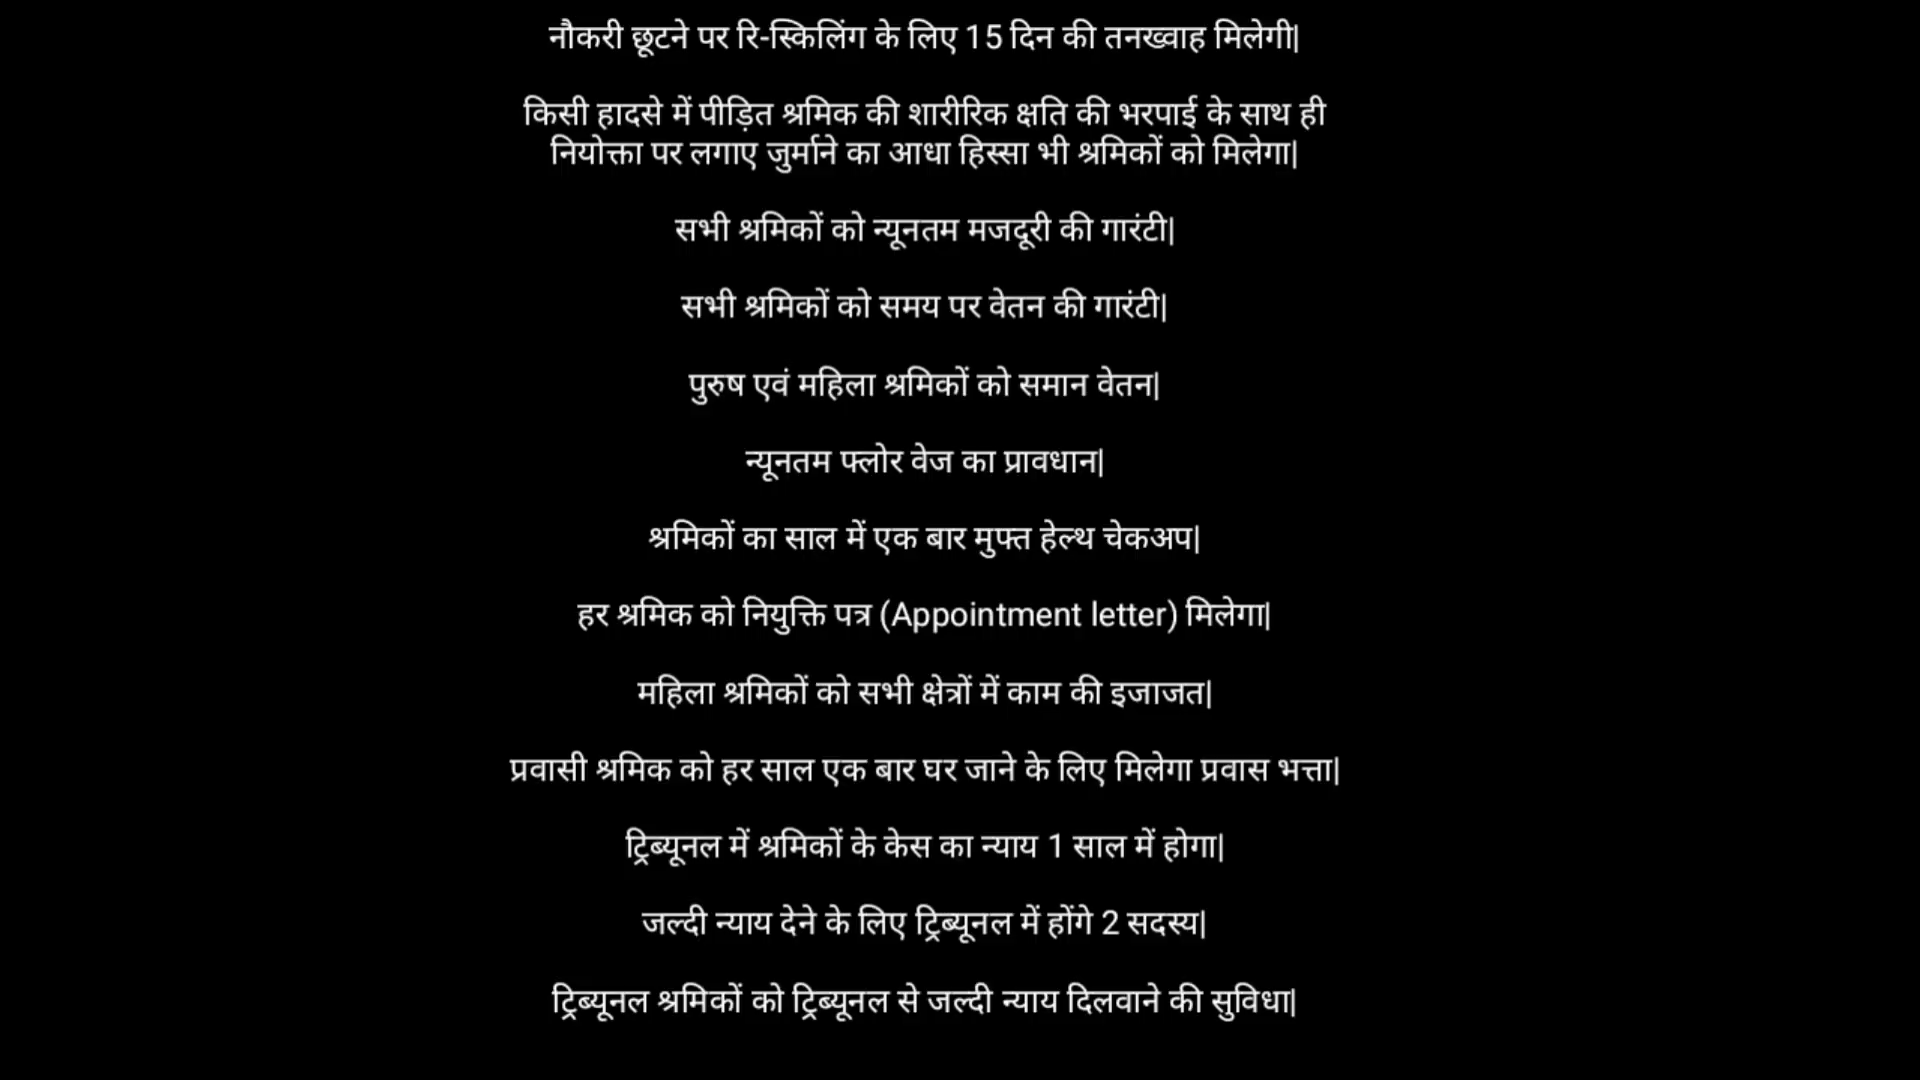 नौकरी छूटने पर रि-स्किलिंग के लिए 15 दिन की तनख्वाह मिलेगी|
किसी हादसे में पीड़ित श्रमिक की शारीरिक क्षति की भरपाई के साथ ही
नियोक्ता पर लगाए जुर्माने का आधा हिस्सा भी श्रमिकों को मिलेगा|
सभी श्रमिकों को न्यूनतम मजदूरी की गारंटी|
सभी श्रमिकों को समय पर वेतन की गारंटी|
पुरुष एवं महिला श्रमिकों को समान वेतन|
न्यूनतम फ्लोर वेज का प्रावधान|
श्रमिकों का साल में एक बार मुफ्त हेल्थ चेकअप|
हर श्रमिक को नियुक्ति पत्र (Appointment letter) मिलेगा|
महिला श्रमिकों को सभी क्षेत्रों में काम की इजाजत|
प्रवासी श्रमिक को हर साल एक बार घर जाने के लिए मिलेगा प्रवास भत्ता|
ट्रिब्यूनल में श्रमिकों के केस का न्याय 1 साल में होगा|
जल्दी न्याय देने के लिए ट्रिब्यूनल में होंगे 2 सदस्य|
ट्रिब्यूनल श्रमिकों को ट्रिब्यूनल से जल्दी न्याय दिलवाने की सुविधा|